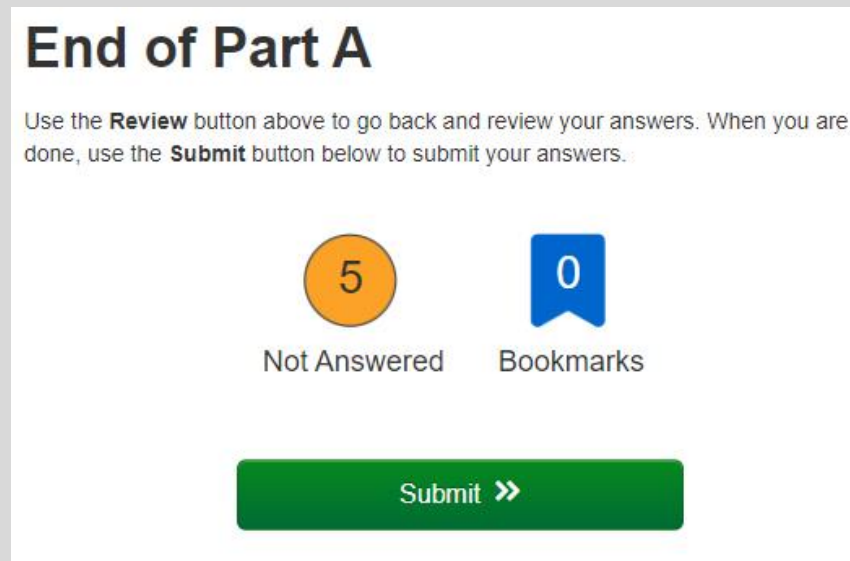 End of Part A
Use the Review button above to go back and review your answers. When you are
done, use the Submit button below to submit your answers.
5
0
Not Answered
Bookmarks
Submit »